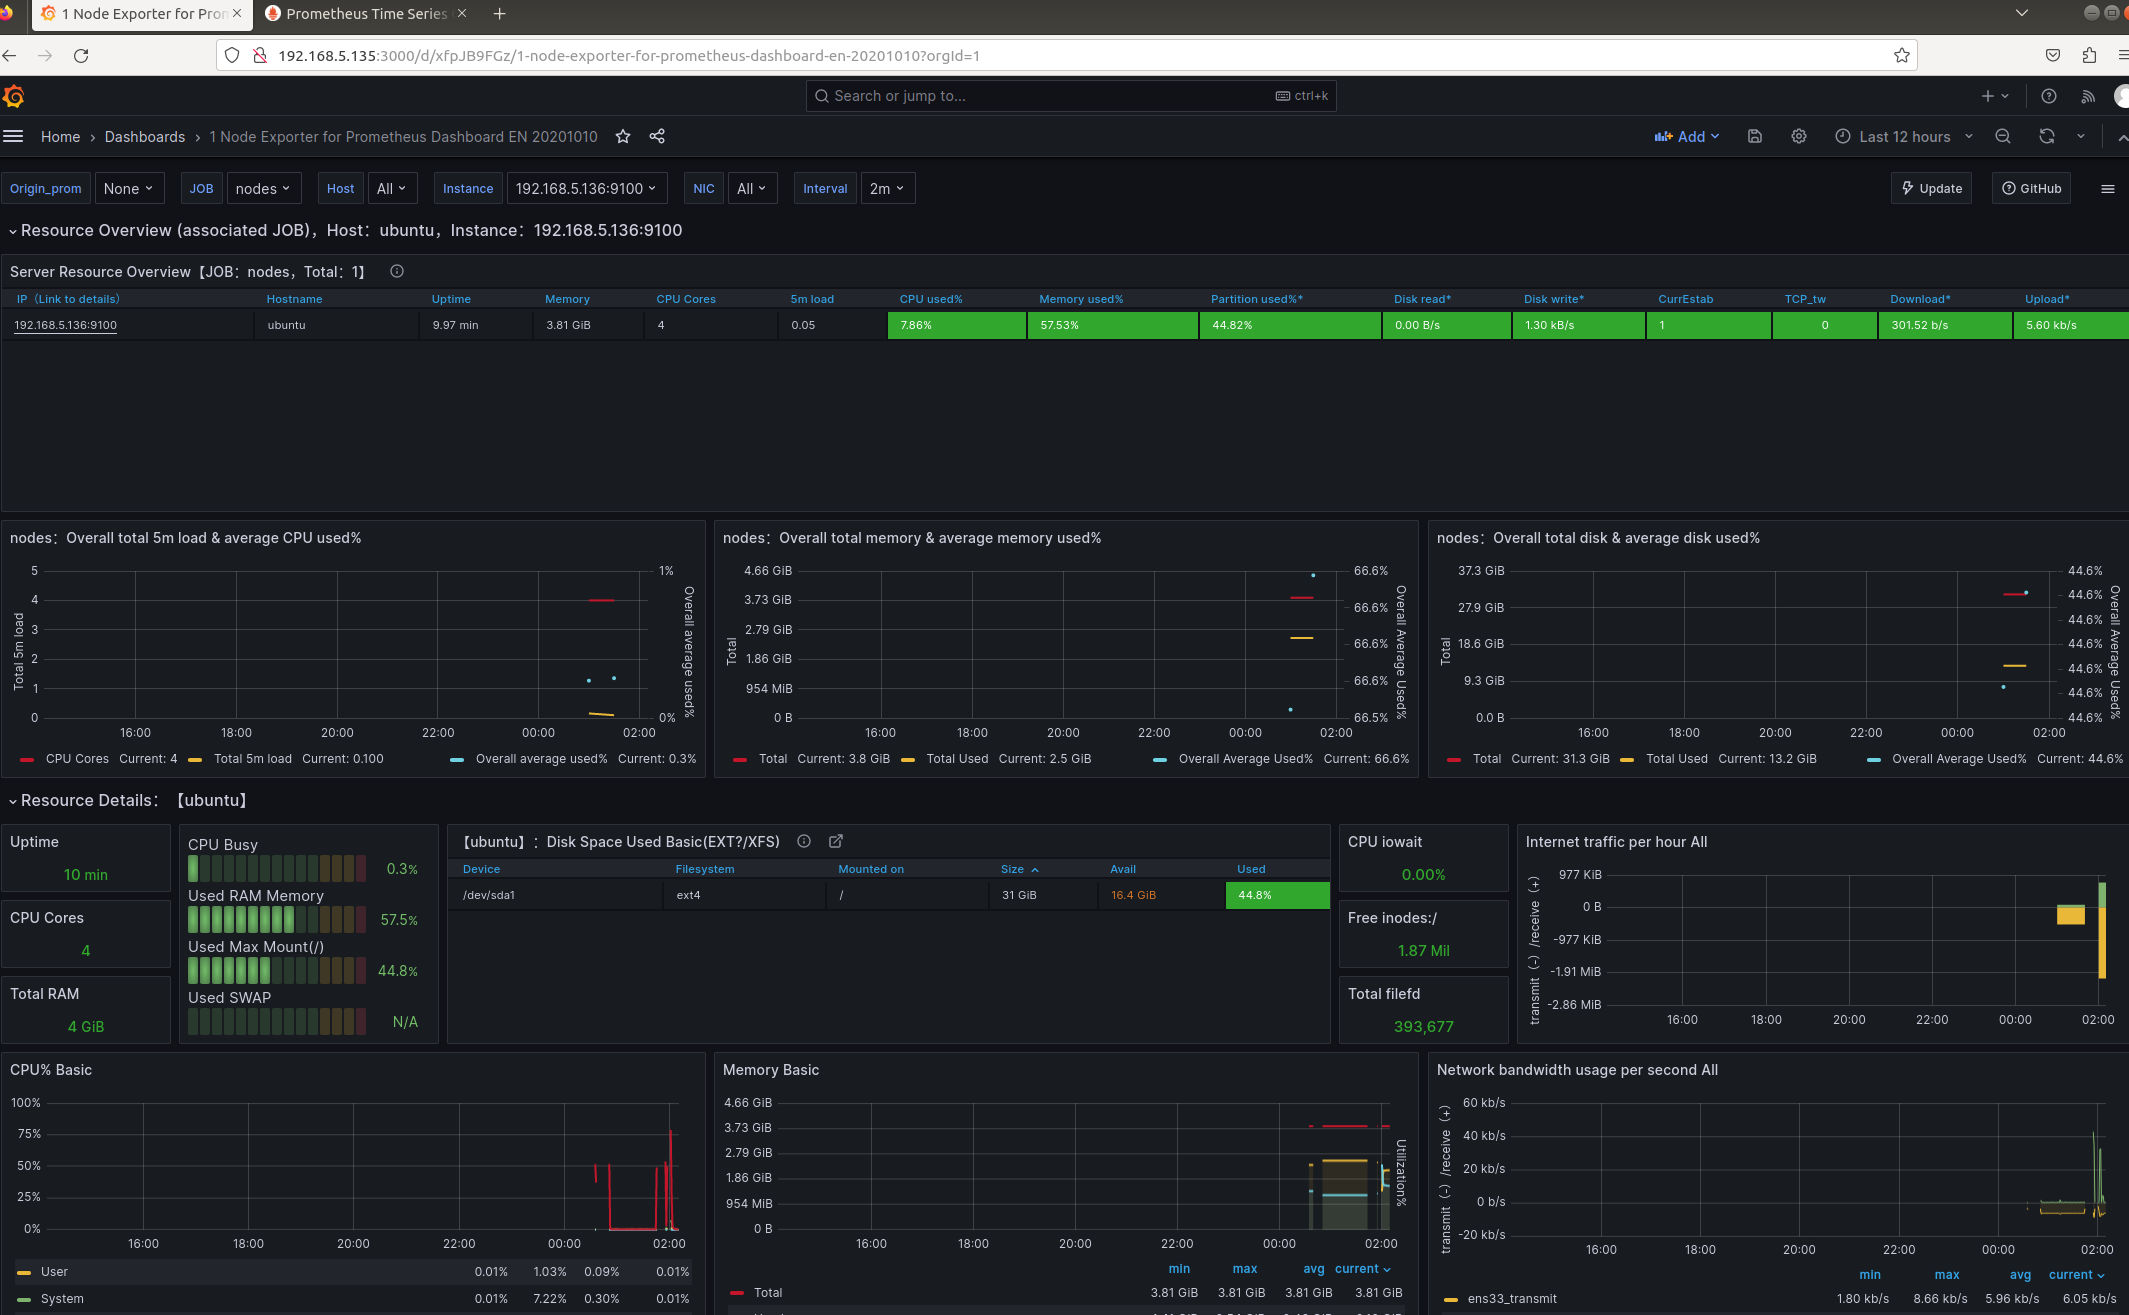 1 Node Exporter for Pron
Prometheus Time Series
192.168.5.135:3000/d/xfpJB9FGz/1-node-exporter-for-prometheus-dashboard-en-20201010?orgId=1
Search or jump to... ctrl+k
Home › Dashboards › 1 Node Exporter for Prometheus Dashboard EN 20201010 Add Last 12 hours
Origin_prom None JOB nodes Host All Instance 192.168.5.136:9100 NIC All Interval 2m Update GitHub
Resource Overview (associated JOB)，Host：ubuntu，Instance：192.168.5.136:9100
Server Resource Overview【JOB：nodes，Total：1】
IP（Link to details） Hostname Uptime Memory CPU Cores 5m load CPU used% Memory used% Partition used%* Disk read* Disk write* CurrEstab TCP_tw Download* Upload*
192.168.5.136:9100 ubuntu 9.97 min 3.81 GiB 4 0.05 7.86% 57.53% 44.82% 0.00 B/s 1.30 kB/s 1 0 301.52 b/s 5.60 kb/s
nodes：Overall total 5m load & average CPU used%
5
4
3
2
1
0
Total 5m load
1%
0%
Overall average used%
16:00 18:00 20:00 22:00 00:00 02:00
CPU Cores Current: 4 Total 5m load Current: 0.100 Overall average used% Current: 0.3%
nodes：Overall total memory & average memory used%
4.66 GiB
3.73 GiB
2.79 GiB
1.86 GiB
954 MiB
0 B
Total
66.6%
66.6%
66.6%
66.6%
66.5%
Overall Average Used%
16:00 18:00 20:00 22:00 00:00 02:00
Total Current: 3.8 GiB Total Used Current: 2.5 GiB Overall Average Used% Current: 66.6%
nodes：Overall total disk & average disk used%
37.3 GiB
27.9 GiB
18.6 GiB
9.3 GiB
0.0 B
Total
44.6%
44.6%
44.6%
44.6%
44.6%
44.6%
44.6%
Overall Average Used%
16:00 18:00 20:00 22:00 00:00 02:00
Total Current: 31.3 GiB Total Used Current: 13.2 GiB Overall Average Used% Current: 44.6%
Resource Details：【ubuntu】
Uptime
10 min
CPU Cores
4
Total RAM
4 GiB
CPU Busy
0.3%
Used RAM Memory
57.5%
Used Max Mount(/)
44.8%
Used SWAP
N/A
【ubuntu】：Disk Space Used Basic(EXT?/XFS)
Device Filesystem Mounted on Size Avail Used
/dev/sda1 ext4 / 31 GiB 16.4 GiB 44.8%
CPU iowait
0.00%
Free inodes:/
1.87 Mil
Total filefd
393,677
Internet traffic per hour All
977 KiB
0 B
-977 KiB
-1.91 MiB
-2.86 MiB
transmit（-）/receive（+）
16:00 18:00 20:00 22:00 00:00 02:00
CPU% Basic
100%
75%
50%
25%
0%
16:00 18:00 20:00 22:00 00:00 02:00
User 0.01% 1.03% 0.09% 0.01%
System 0.01% 7.22% 0.30% 0.01%
Memory Basic
4.66 GiB
3.73 GiB
2.79 GiB
1.86 GiB
954 MiB
0 B
Utilization%
16:00 18:00 20:00 22:00 00:00 02:00
min max avg current
Total 3.81 GiB 3.81 GiB 3.81 GiB 3.81 GiB
Network bandwidth usage per second All
60 kb/s
40 kb/s
20 kb/s
0 b/s
-20 kb/s
transmit（-）/receive（+）
16:00 18:00 20:00 22:00 00:00 02:00
min max avg current
ens33_transmit 1.80 kb/s 8.66 kb/s 5.96 kb/s 6.05 kb/s